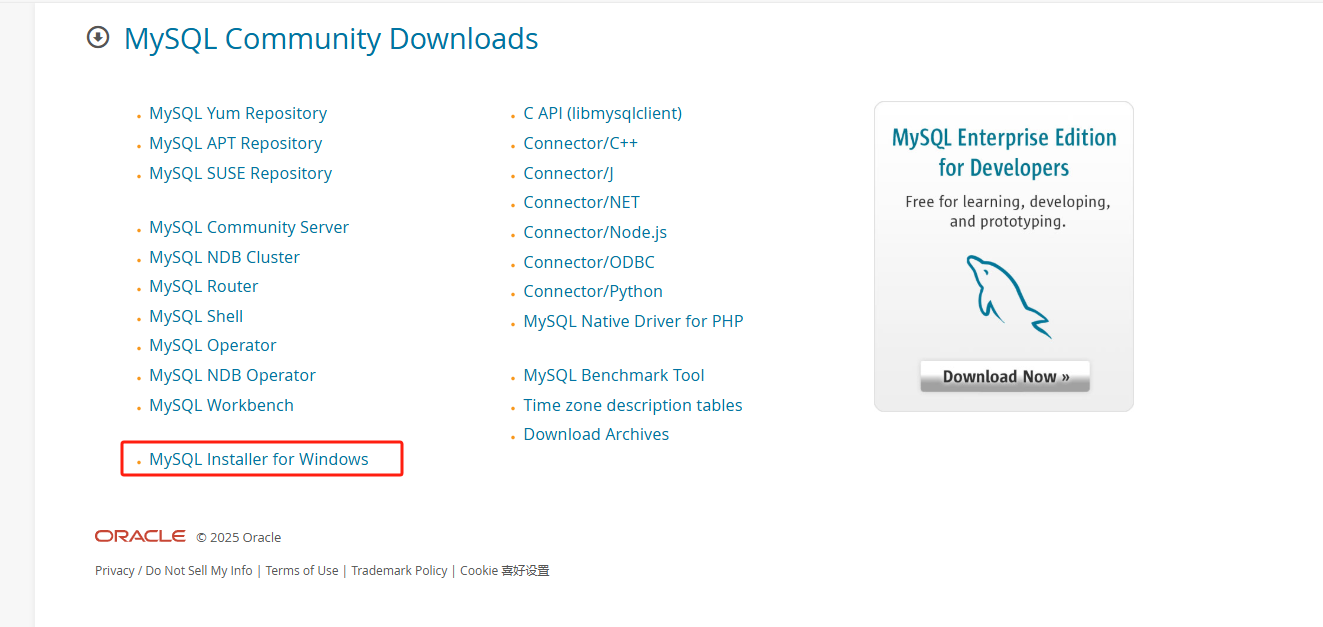 MySQL Community Downloads
MySQL Yum Repository
MySQL APT Repository
MySQL SUSE Repository
MySQL Community Server
MySQL NDB Cluster
MySQL Router
MySQL Shell
MySQL Operator
MySQL NDB Operator
MySQL Workbench
MySQL Installer for Windows
C API (libmysqlclient)
Connector/C++
Connector/J
Connector/NET
Connector/Node.js
Connector/ODBC
Connector/Python
MySQL Native Driver for PHP
MySQL Benchmark Tool
Time zone description tables
Download Archives
MySQL Enterprise Edition
for Developers
Free for learning, developing,
and prototyping.
Download Now »
ORACLE © 2025 Oracle
Privacy / Do Not Sell My Info | Terms of Use | Trademark Policy | Cookie 喜好设置